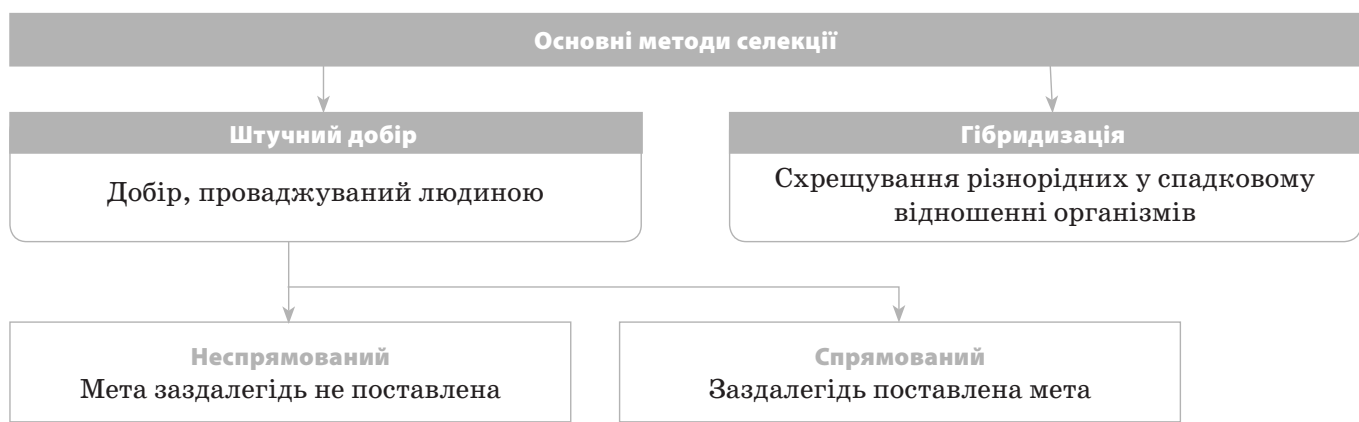 Основні методи селекції
Штучний добір
Добір, проваджуваний людиною
Гібридизація
Схрещування різнорідних у спадковому
відношенні організмів
Неспрямований
Мета заздалегідь не поставлена
Спрямований
Заздалегідь поставлена мета